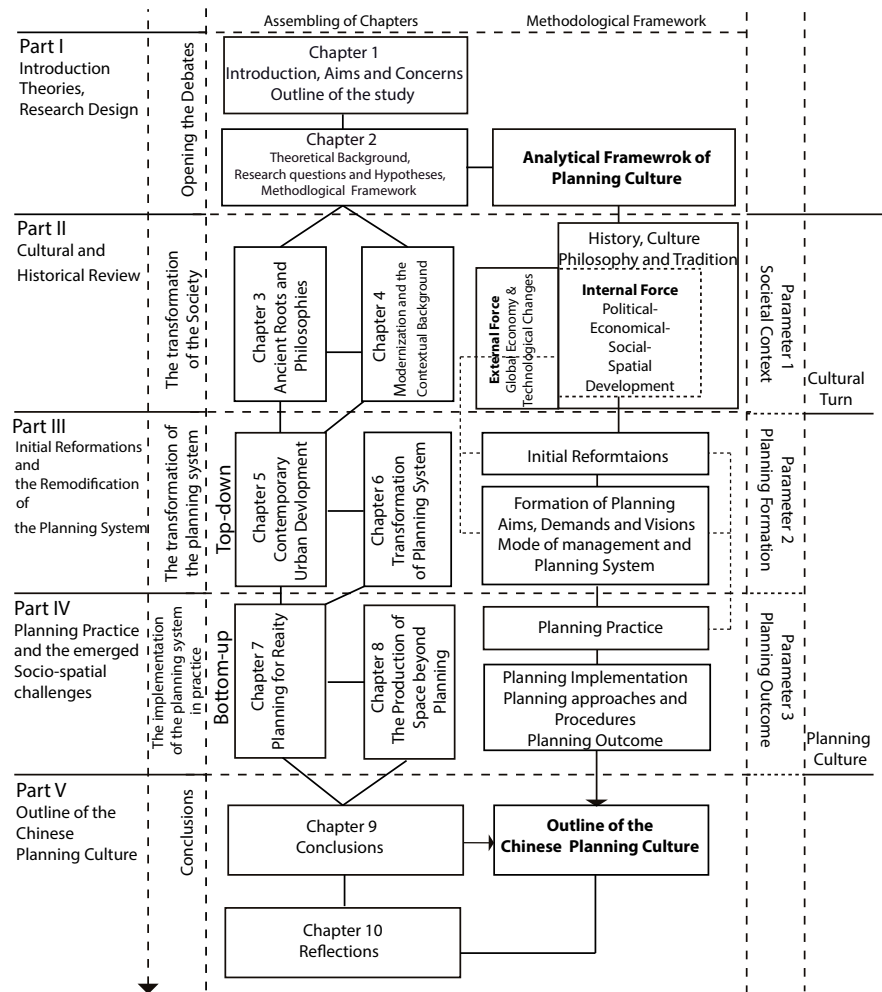 Assembling of Chapters
Methodological Framework
Part I
Introduction
Theories,
Research Design
Opening the Debates
Chapter 1
Introduction, Aims and Concerns
Outline of the study
Chapter 2
Theoretical Background,
Research questions and Hypotheses,
Methodlogical Framework
Analytical Framewrok of
Planning Culture
Part II
Cultural and
Historical Review
The transformation
of the Society
Chapter 3
Ancient Roots and
Philosophies
Chapter 4
Modernization and the
Contextual Background
History, Culture
Philosophy and Tradition
External Force
Global Economy &
Technological Changes
Internal Force
Political-
Economical-
Social-
Spatial
Development
Parameter 1
Societal Context
Cultural
Turn
Part III
Initial Reformations
and
the Remodification
of
the Planning System
The transformation of
the planning system
Top-down
Chapter 5
Contemporary
Urban Devlopment
Chapter 6
Transformation
of Planning System
Initial Reformtaions
Formation of Planning
Aims, Demands and Visions
Mode of management and
Planning System
Parameter 2
Planning Formation
Part IV
Planning Practice
and the emerged
Socio-spatial
challenges
The implementation
of the planning system
in practice
Bottom-up
Chapter 7
Planning for Reaity
Chapter 8
The Production of
Space beyond
Planning
Planning Practice
Planning Implementation
Planning approaches and
Procedures
Planning Outcome
Parameter 3
Planning Outcome
Planning
Culture
Part V
Outline of the
Chinese
Planning Culture
Conclusions
Chapter 9
Conclusions
Outline of the
Chinese Planning Culture
Chapter 10
Reflections